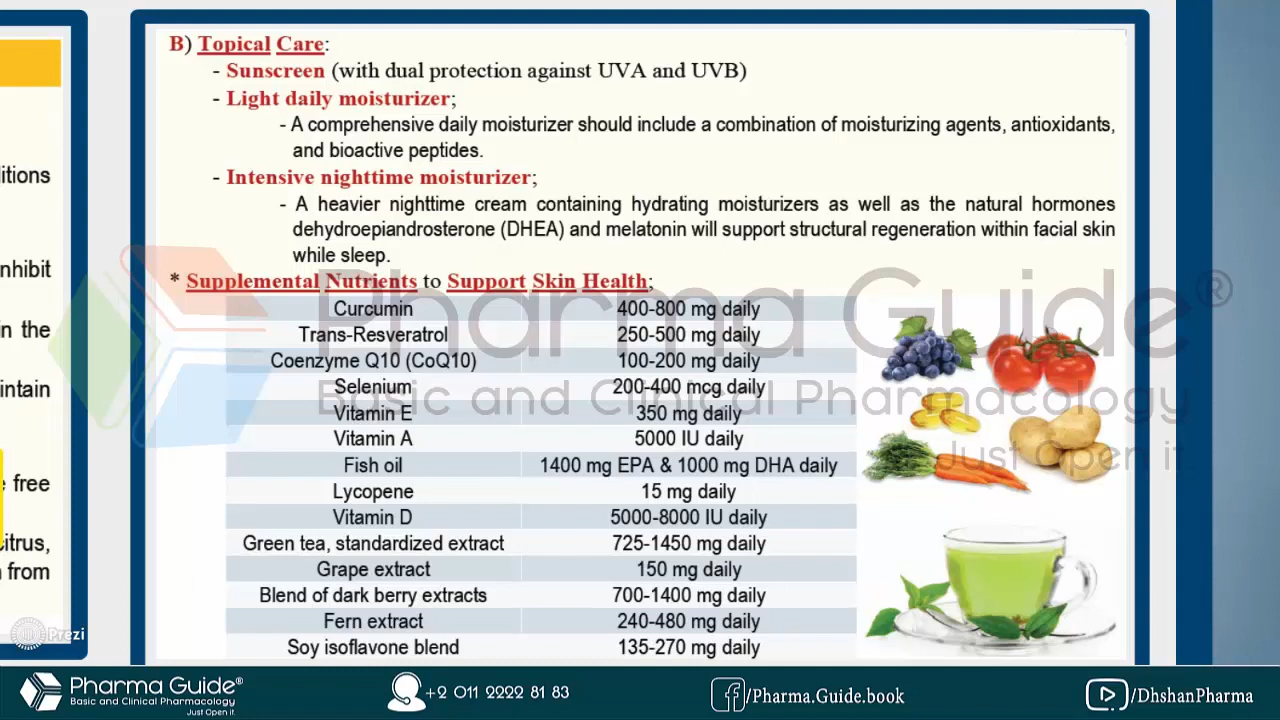 B) Topical Care:
- Sunscreen (with dual protection against UVA and UVB)
- Light daily moisturizer;
- A comprehensive daily moisturizer should include a combination of moisturizing agents, antioxidants,
and bioactive peptides.
- Intensive nighttime moisturizer;
- A heavier nighttime cream containing hydrating moisturizers as well as the natural hormones
dehydroepiandrosterone (DHEA) and melatonin will support structural regeneration within facial skin
while sleep.
* Supplemental Nutrients to Support Skin Health;
Curcumin 400-800 mg daily
Trans-Resveratrol 250-500 mg daily
Coenzyme Q10 (CoQ10) 100-200 mg daily
Selenium 200-400 mcg daily
Vitamin E 350 mg daily
Vitamin A 5000 IU daily
Fish oil 1400 mg EPA & 1000 mg DHA daily
Lycopene 15 mg daily
Vitamin D 5000-8000 IU daily
Green tea, standardized extract 725-1450 mg daily
Grape extract 150 mg daily
Blend of dark berry extracts 700-1400 mg daily
Fern extract 240-480 mg daily
Soy isoflavone blend 135-270 mg daily
Pharma Guide®
Basic and Clinical Pharmacology
Just Open it
itions
nhibit
in the
intain
free
citrus,
from
Prezi
Pharma Guide®
Basic and Clinical Pharmacology
Just Open it.
+2 011 2222 81 83
/Pharma.Guide.book
/DhshanPharma